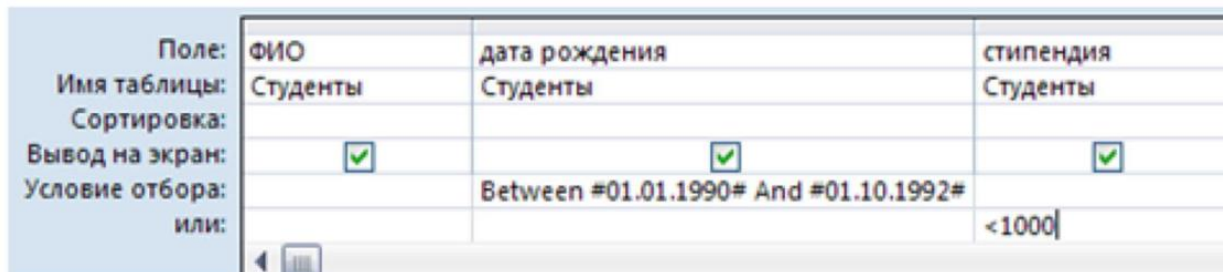 Поле: ФИО дата рождения стипендия
Имя таблицы: Студенты Студенты Студенты
Сортировка:
Вывод на экран:
Условие отбора: Between #01.01.1990# And #01.10.1992#
или: <1000